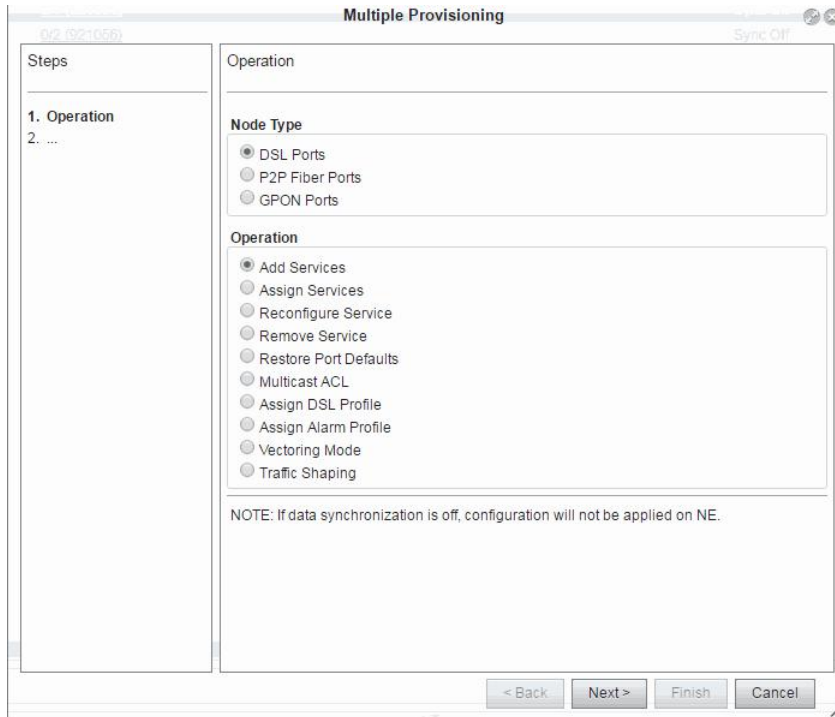 Multiple Provisioning
0/2 (921056)
Sync Off
Steps
1. Operation
2. ...
Operation
Node Type
DSL Ports
P2P Fiber Ports
GPON Ports
Operation
Add Services
Assign Services
Reconfigure Service
Remove Service
Restore Port Defaults
Multicast ACL
Assign DSL Profile
Assign Alarm Profile
Vectoring Mode
Traffic Shaping
NOTE: If data synchronization is off, configuration will not be applied on NE.
< Back
Next >
Finish
Cancel